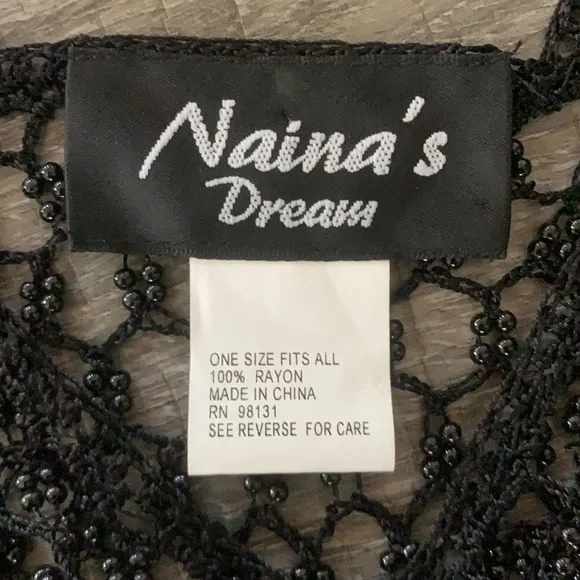 Naina's
Dream
ONE SIZE FITS ALL
100% RAYON
MADE IN CHINA
RN 98131
SEE REVERSE FOR CARE